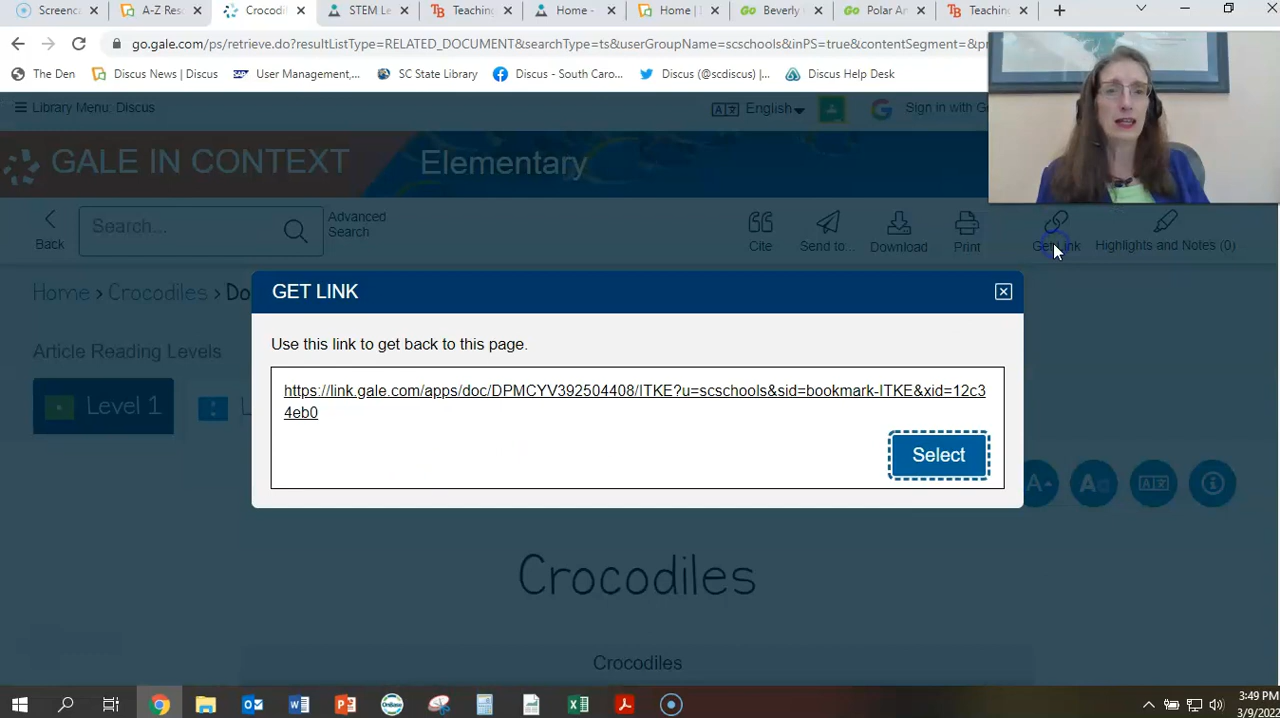 Screenc
A-Z Res
Crocodil
STEM Le
Teaching
Home -
Home | D
Beverly C
Polar An
Teachin
go.gale.com/ps/retrieve.do?resultListType=RELATED_DOCUMENT&searchType=ts&userGroupName=scschools&inPS=true&contentSegment=&p
The Den
Discus News | Discus
User Management,...
SC State Library
Discus - South Caro...
Discus (@scdiscus) |...
Discus Help Desk
Library Menu: Discus
English
Sign in with G
GALE IN CONTEXT
Elementary
Back
Search...
Advanced
Search
Cite
Send to...
Download
Print
Get Link
Highlights and Notes (0)
Home > Crocodiles > Do
GET LINK
Use this link to get back to this page.
Article Reading Levels
https://link.gale.com/apps/doc/DPMCYV392504408/ITKE?u=scschools&sid=bookmark-ITKE&xid=12c3
4eb0
Level 1
L
Select
Crocodiles
Crocodiles
3:49 PM
3/9/2022